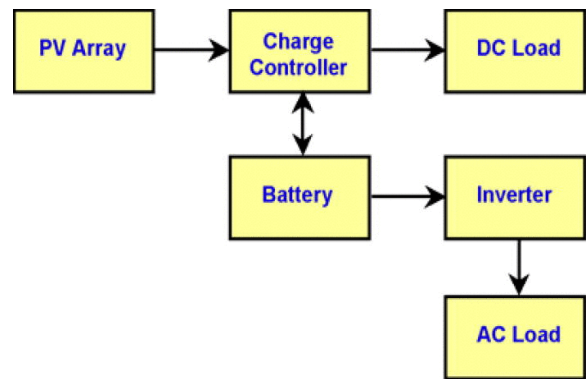 PV Array
Charge
Controller
DC Load
Battery
Inverter
AC Load